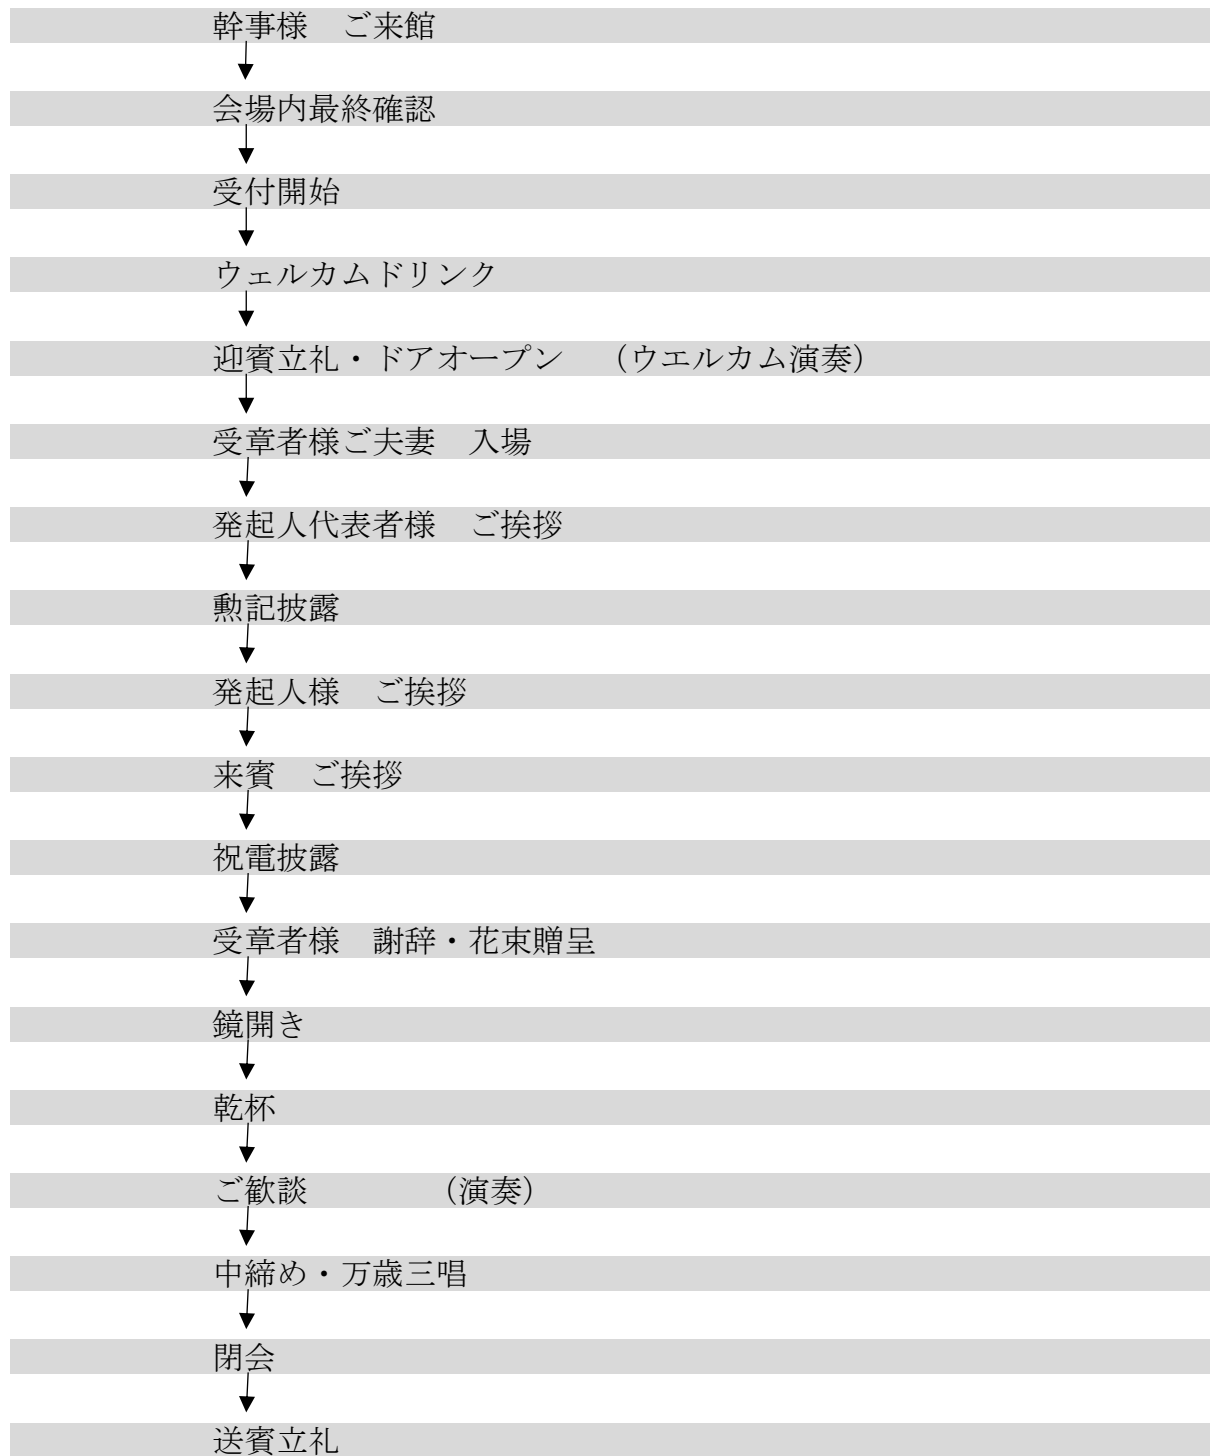 幹事様　ご来館
会場内最終確認
受付開始
ウェルカムドリンク
迎賓立礼・ドアオープン　（ウエルカム演奏）
受章者様ご夫妻　入場
発起人代表者様　ご挨拶
勲記披露
発起人様　ご挨拶
来賓　ご挨拶
祝電披露
受章者様　謝辞・花束贈呈
鏡開き
乾杯
ご歓談　　　　（演奏）
中締め・万歳三唱
閉会
送賓立礼